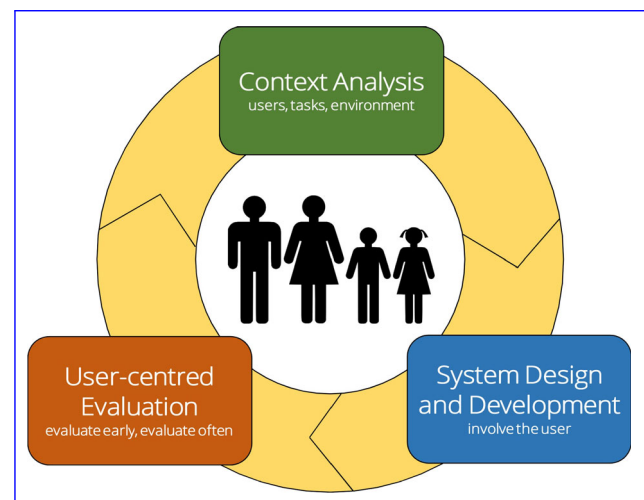 Context Analysis
users, tasks, environment
User-centred
Evaluation
evaluate early, evaluate often
System Design
and Development
involve the user